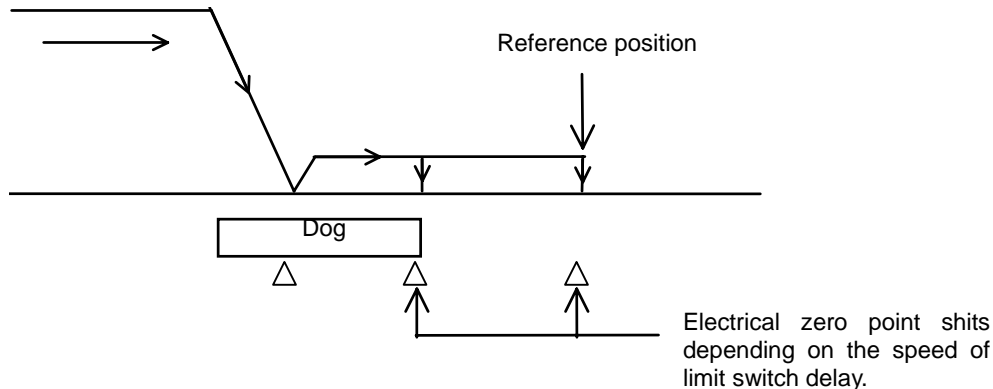 Reference position
Dog
Electrical zero point shits
depending on the speed of
limit switch delay.